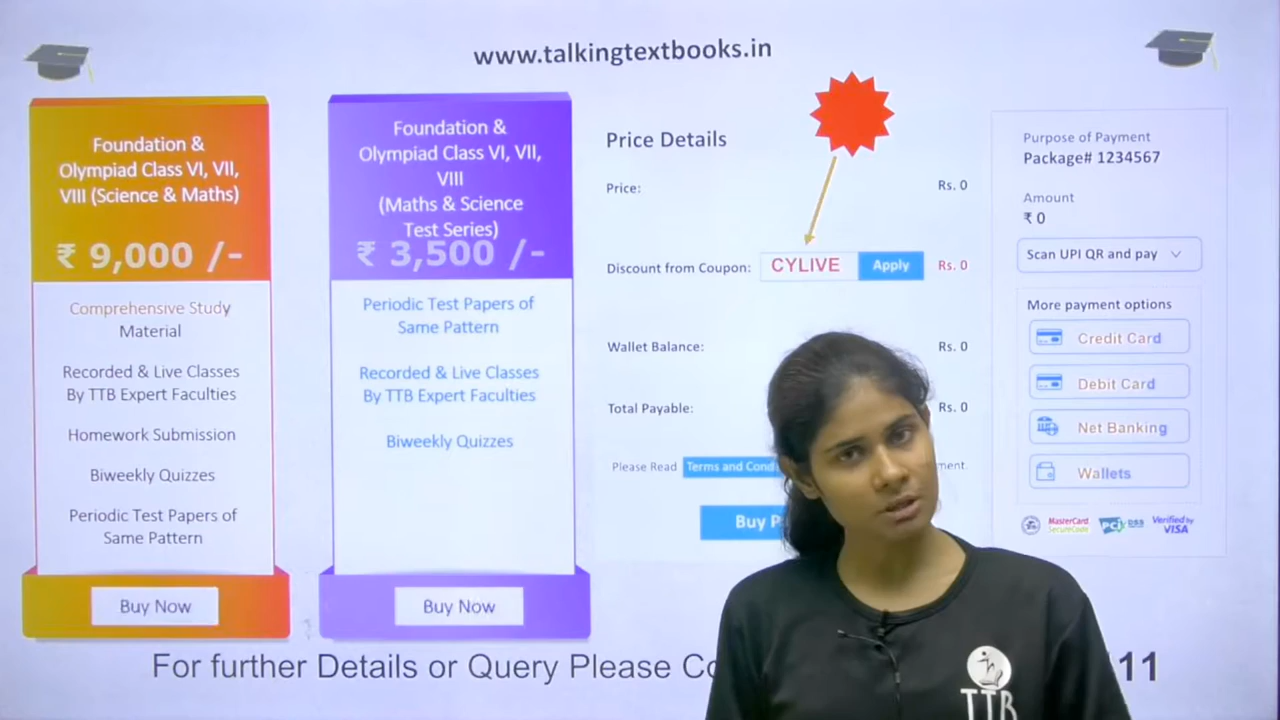 www.talkingtextbooks.in
Foundation &
Olympiad Class VI, VII,
VIII (Science & Maths)
₹ 9,000 /-
Comprehensive Study
Material
Recorded & Live Classes
By TTB Expert Faculties
Homework Submission
Biweekly Quizzes
Periodic Test Papers of
Same Pattern
Buy Now
Foundation &
Olympiad Class VI, VII,
VIII
(Maths & Science
Test Series)
₹ 3,500 /-
Periodic Test Papers of
Same Pattern
Recorded & Live Classes
By TTB Expert Faculties
Biweekly Quizzes
Buy Now
Price Details
Price: Rs. 0
Discount from Coupon: CYLIVE Apply Rs. 0
Wallet Balance: Rs. 0
Total Payable: Rs. 0
Please Read Terms and
Buy
Purpose of Payment
Package# 1234567
Amount
₹ 0
Scan UPI QR and pay
More payment options
Credit Card
Debit Card
Net Banking
Wallets
MasterCard
SecureCode
PCI DSS
Verified by
VISA
For further Details or Query Please
11
TTB